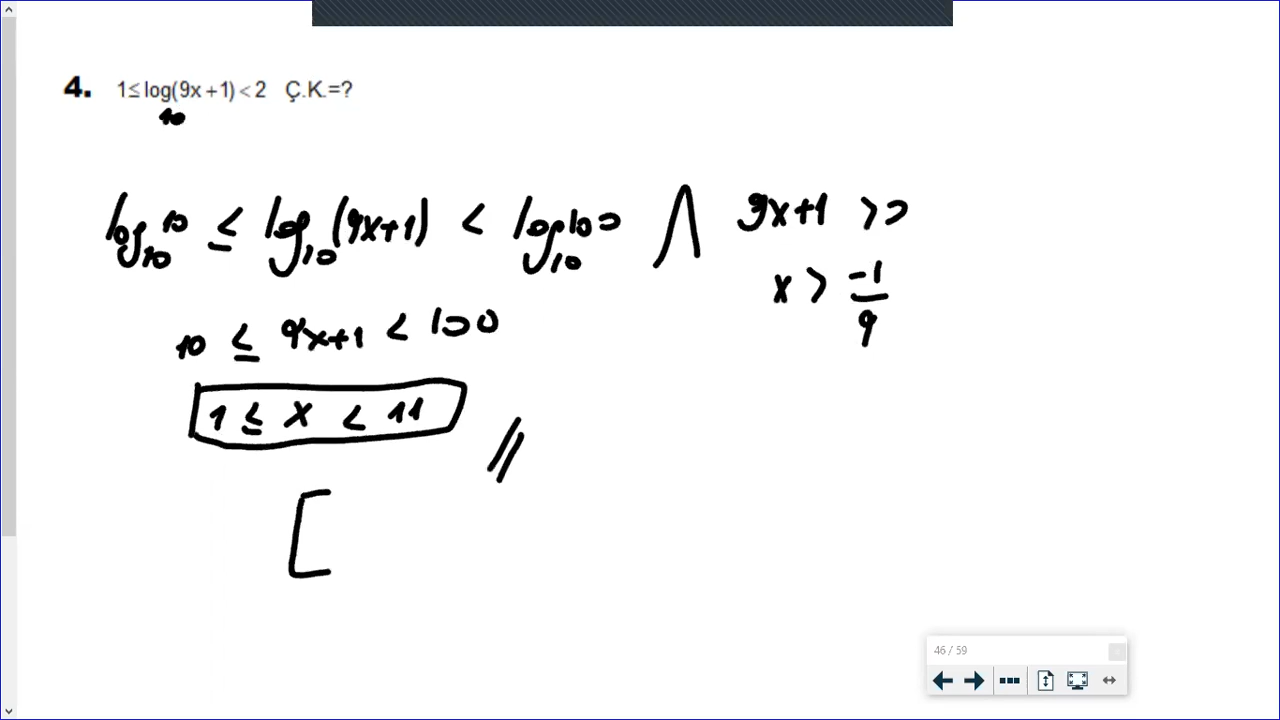 4. 1≤ log(9x+1)<2 Ç.K.=?
10
log₁₀10 ≤ log₁₀(9x+1) < log₁₀100 ∧ 9x+1 >0
x > -1/9
10 ≤ 9x+1 < 100
1 ≤ x < 11 //
[
46 / 59